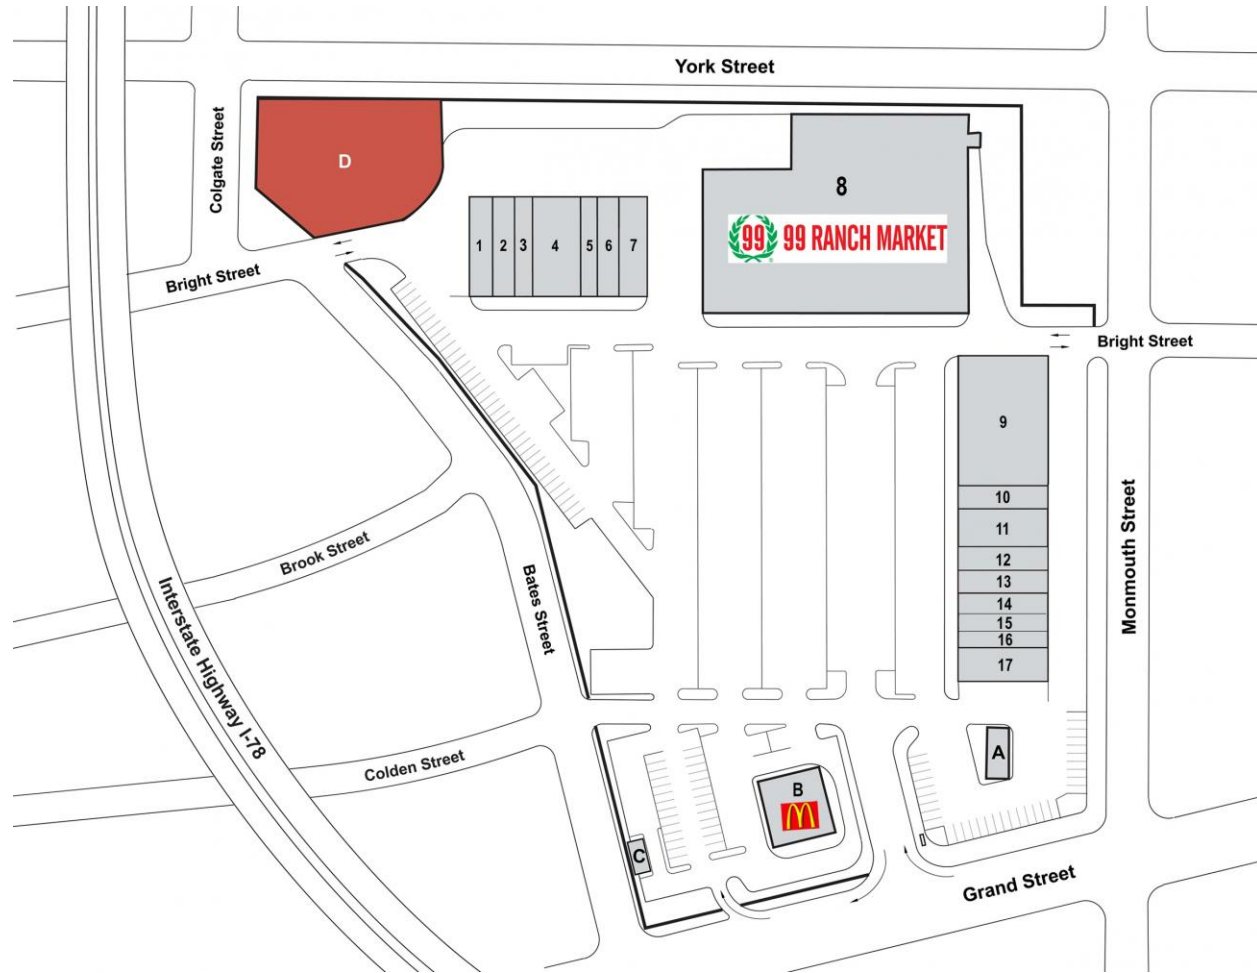 York Street
Colgate Street
D
8
99 99 RANCH MARKET
1 2 3 4 5 6 7
Bright Street
Bright Street
9
10
11
12
13
14
15
16
17
Monmouth Street
Brook Street
Bates Street
Interstate Highway I-78
Colden Street
A
B
C
Grand Street